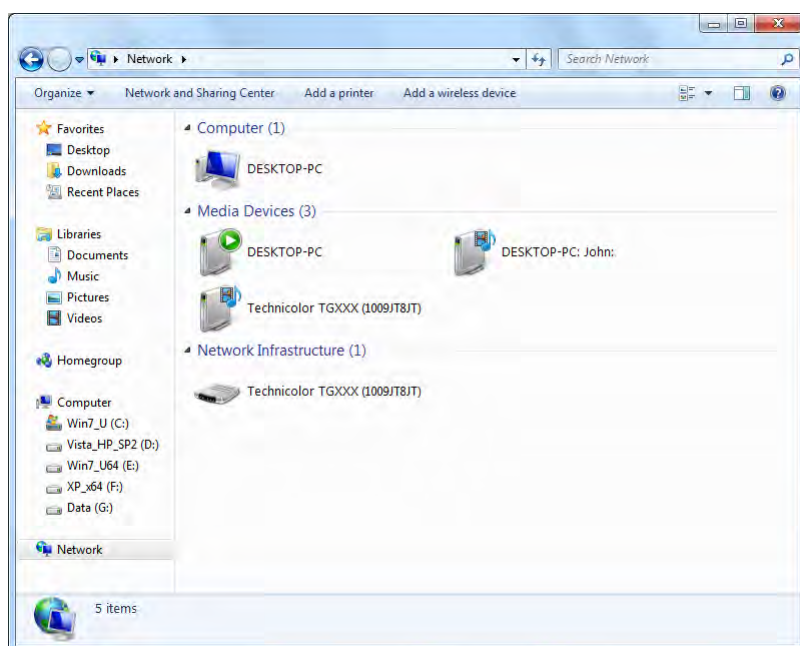 Network
Search Network
Organize
Network and Sharing Center
Add a printer
Add a wireless device
Favorites
Desktop
Downloads
Recent Places
Libraries
Documents
Music
Pictures
Videos
Homegroup
Computer
Win7_U (C:)
Vista_HP_SP2 (D:)
Win7_U64 (E:)
XP_x64 (F:)
Data (G:)
Network
Computer (1)
DESKTOP-PC
Media Devices (3)
DESKTOP-PC
DESKTOP-PC: John:
Technicolor TGXXX (1009JT8JT)
Network Infrastructure (1)
Technicolor TGXXX (1009JT8JT)
5 items